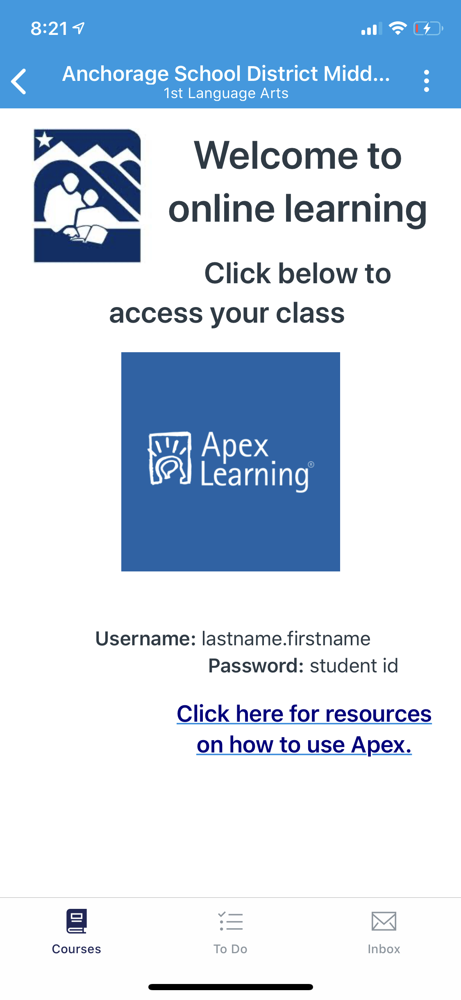 8:21
Anchorage School District Midd...
1st Language Arts
Welcome to
online learning
Click below to
access your class
Apex
Learning®
Username: lastname.firstname
Password: student id
Click here for resources
on how to use Apex.
Courses
To Do
Inbox